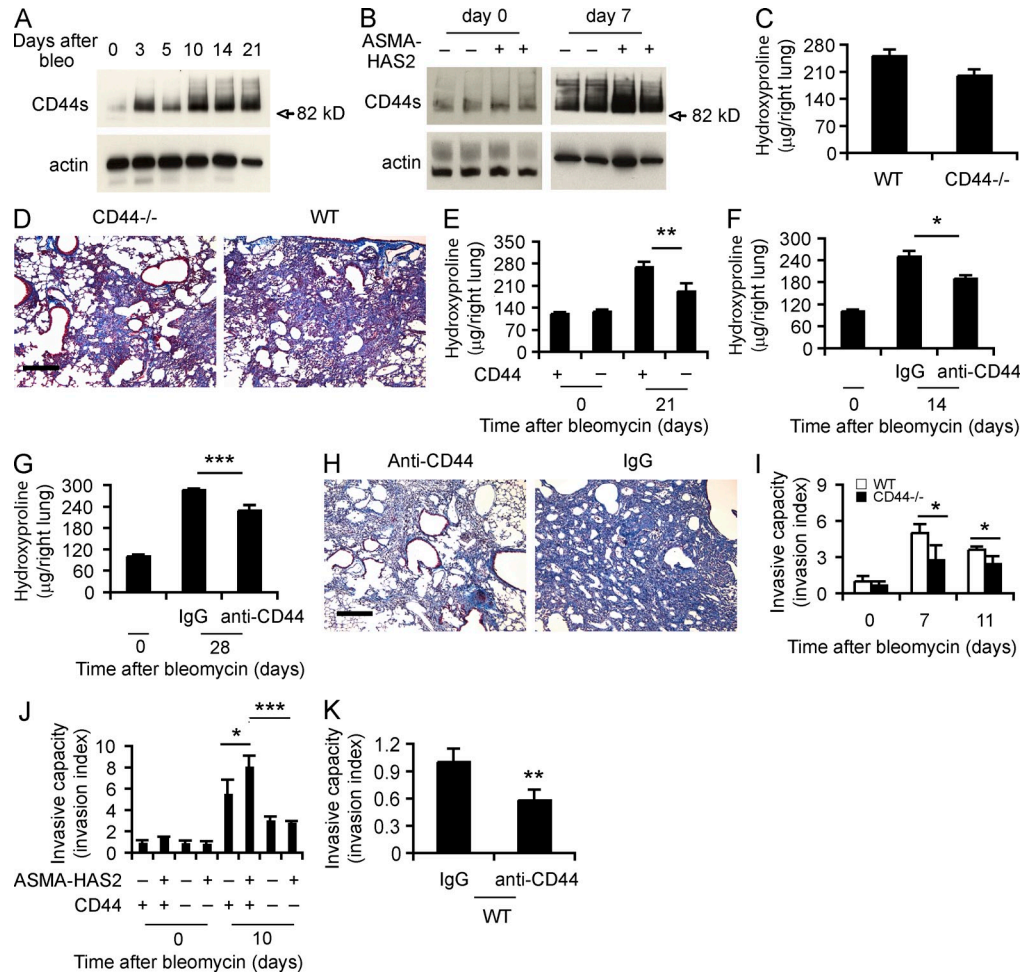 A
Days after bleo
0 3 5 10 14 21
CD44s
82 kD
actin
B
day 0 day 7
ASMA-HAS2
– – + + – – + +
CD44s
82 kD
actin
C
Hydroxyproline
(µg/right lung)
280
210
140
70
0
WT CD44-/-
D
CD44-/- WT
E
Hydroxyproline
(µg/right lung)
350
280
210
140
70
0
**
CD44 + – + –
0 21
Time after bleomycin (days)
F
Hydroxyproline
(µg/right lung)
300
240
180
120
60
0
*
IgG anti-CD44
0 14
Time after bleomycin (days)
G
Hydroxyproline
(µg/right lung)
300
240
180
120
60
0
***
IgG anti-CD44
0 28
Time after bleomycin (days)
H
Anti-CD44 IgG
I
Invasive capacity
(invasion index)
9
6
3
0
WT
CD44-/-
* *
0 7 11
Time after bleomycin (days)
J
Invasive capacity
(invasion index)
10
8
6
4
2
0
* ***
ASMA-HAS2 – + – + – + – +
CD44 + + – – + + – –
0 10
Time after bleomycin (days)
K
Invasive capacity
(invasion index)
1.2
0.9
0.6
0.3
0
**
IgG anti-CD44
WT